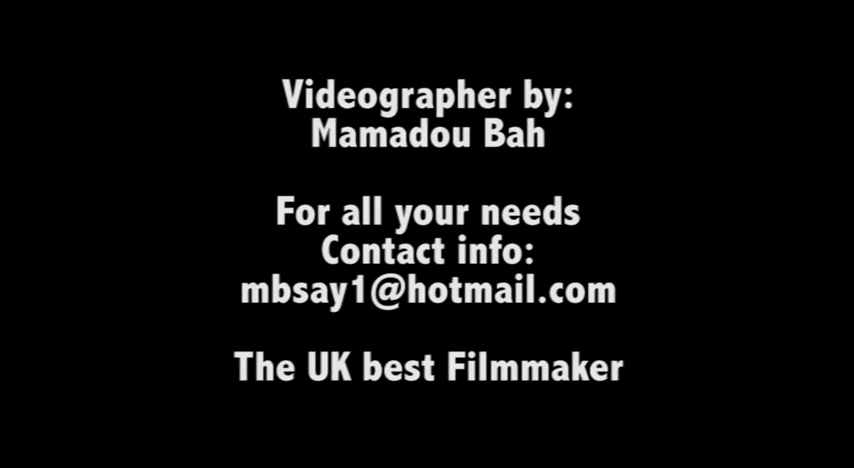 Videographer by:
Mamadou Bah
For all your needs
Contact info:
mbsay1@hotmail.com
The UK best Filmmaker